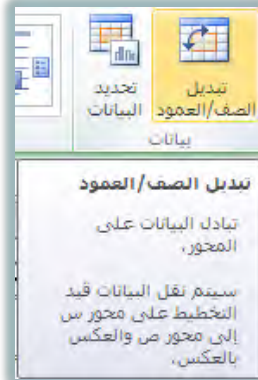 تبديل
الصف/العمود
تحديد
البيانات
بيانات
تبديل الصف/العمود
تبادل البيانات على
المحور.
سيتم نقل البيانات قيد
التخطيط على محور س
إلى محور ص والعكس
بالعكس.